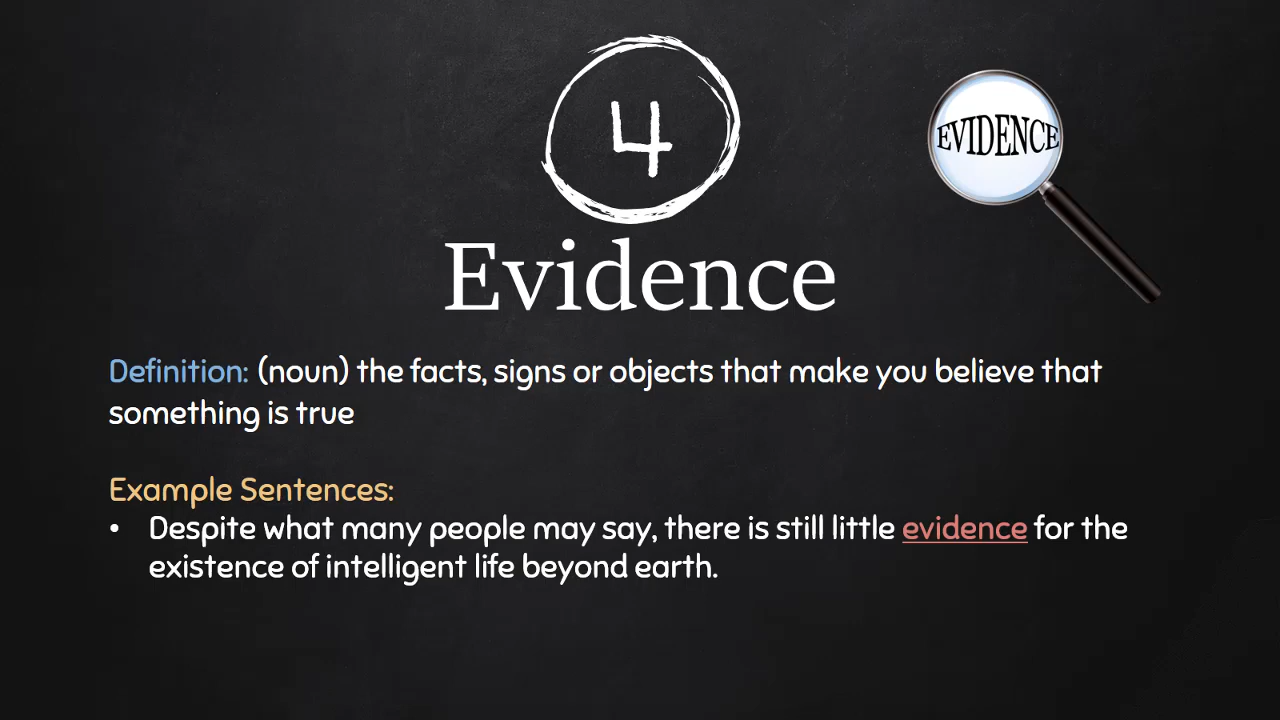 4
EVIDENCE
Evidence
Definition: (noun) the facts, signs or objects that make you believe that
something is true
Example Sentences:
• Despite what many people may say, there is still little evidence for the
existence of intelligent life beyond earth.